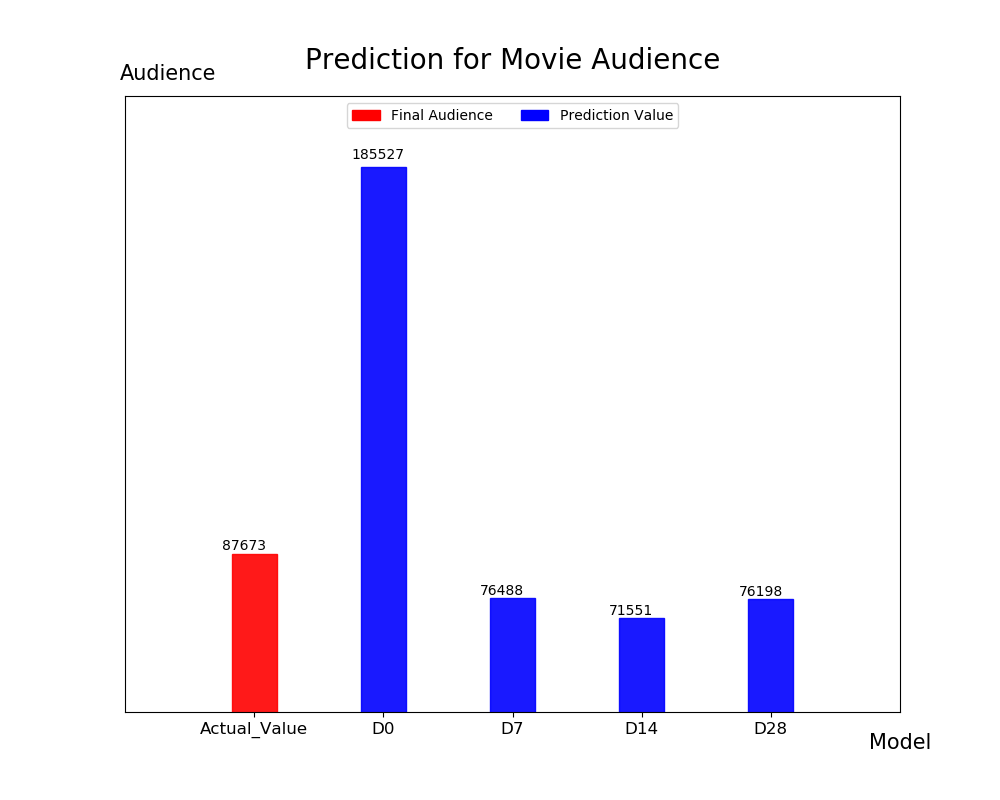 Prediction for Movie Audience
Audience
Final Audience Prediction Value
185527
87673
76488
71551
76198
Actual_Value D0 D7 D14 D28
Model